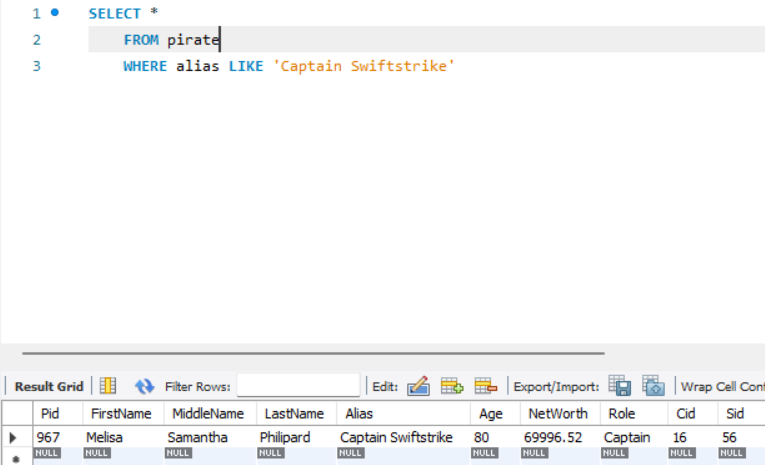 1 SELECT *
2 FROM pirate
3 WHERE alias LIKE 'Captain Swiftstrike'
Result Grid Filter Rows: Edit: Export/Import: Wrap Cell Cont
Pid FirstName MiddleName LastName Alias Age NetWorth Role Cid Sid
967 Melisa Samantha Philipard Captain Swiftstrike 80 69996.52 Captain 16 56
NULL NULL NULL NULL NULL NULL NULL NULL NULL NULL